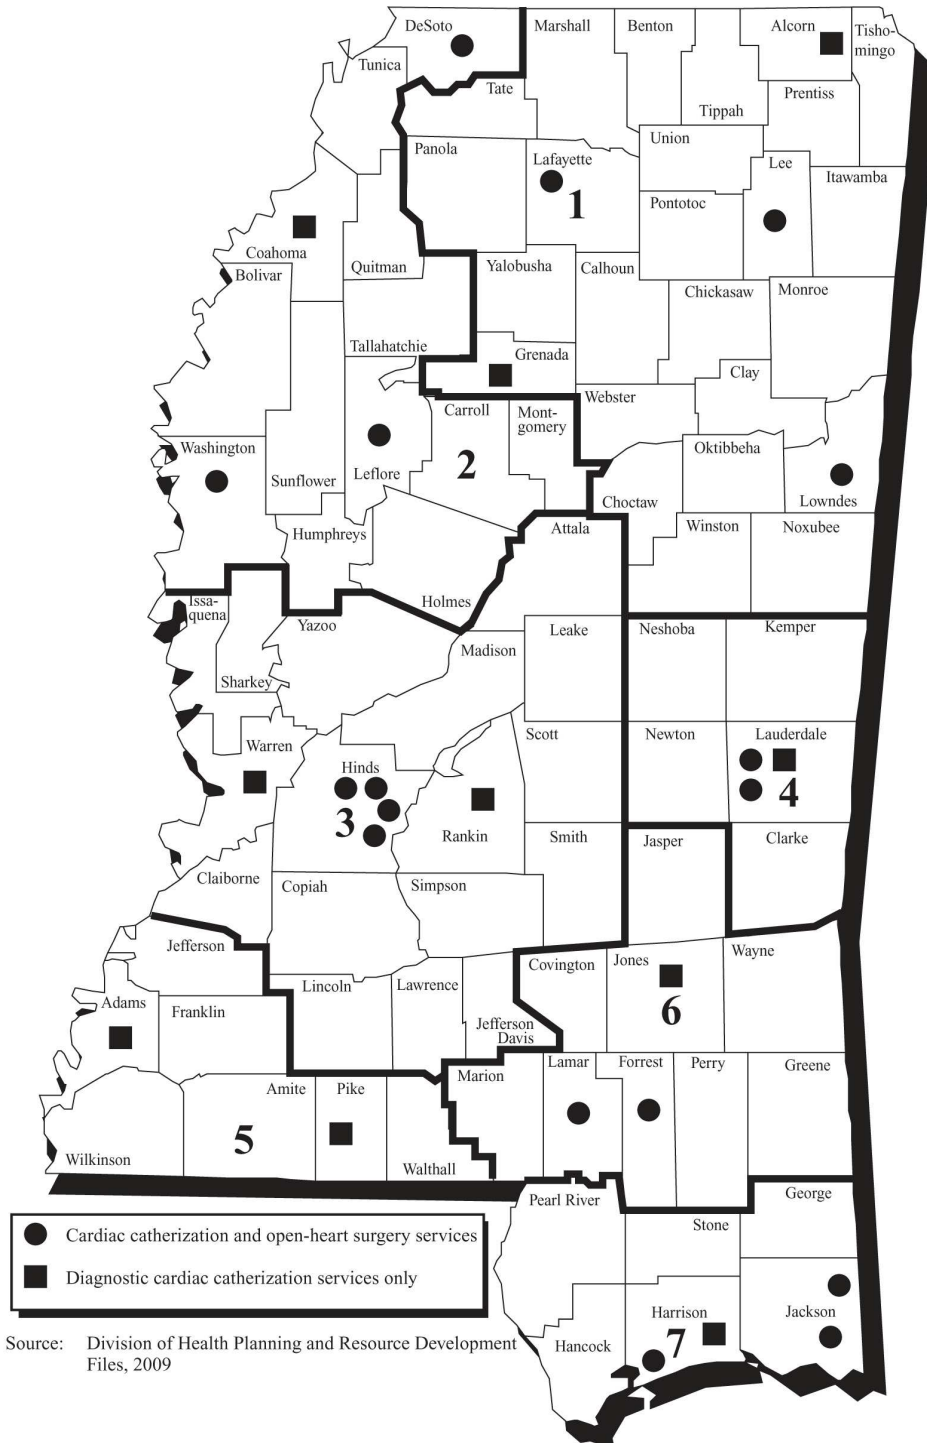 DeSoto
Marshall
Benton
Alcorn
Tisho-
mingo
Tunica
Tate
Prentiss
Tippah
Panola
Union
Lafayette
Lee
Itawamba
1
Pontotoc
Coahoma
Bolivar
Quitman
Yalobusha
Calhoun
Chickasaw
Monroe
Tallahatchie
Grenada
Clay
Webster
Carroll
Mont-
gomery
Washington
Oktibbeha
2
Sunflower
Leflore
Lowndes
Choctaw
Humphreys
Attala
Winston
Noxubee
Issa-
quena
Holmes
Yazoo
Leake
Neshoba
Kemper
Madison
Sharkey
Warren
Scott
Newton
Lauderdale
Hinds
4
3
Rankin
Smith
Jasper
Clarke
Claiborne
Copiah
Simpson
Jefferson
Covington
Jones
Wayne
Lincoln
Lawrence
Adams
Franklin
Jefferson
Davis
6
Marion
Lamar
Forrest
Perry
Greene
Amite
Pike
5
Wilkinson
Walthall
Pearl River
George
Stone
Cardiac catherization and open-heart surgery services
Diagnostic cardiac catherization services only
Harrison
Jackson
Hancock
7
Source: Division of Health Planning and Resource Development
Files, 2009